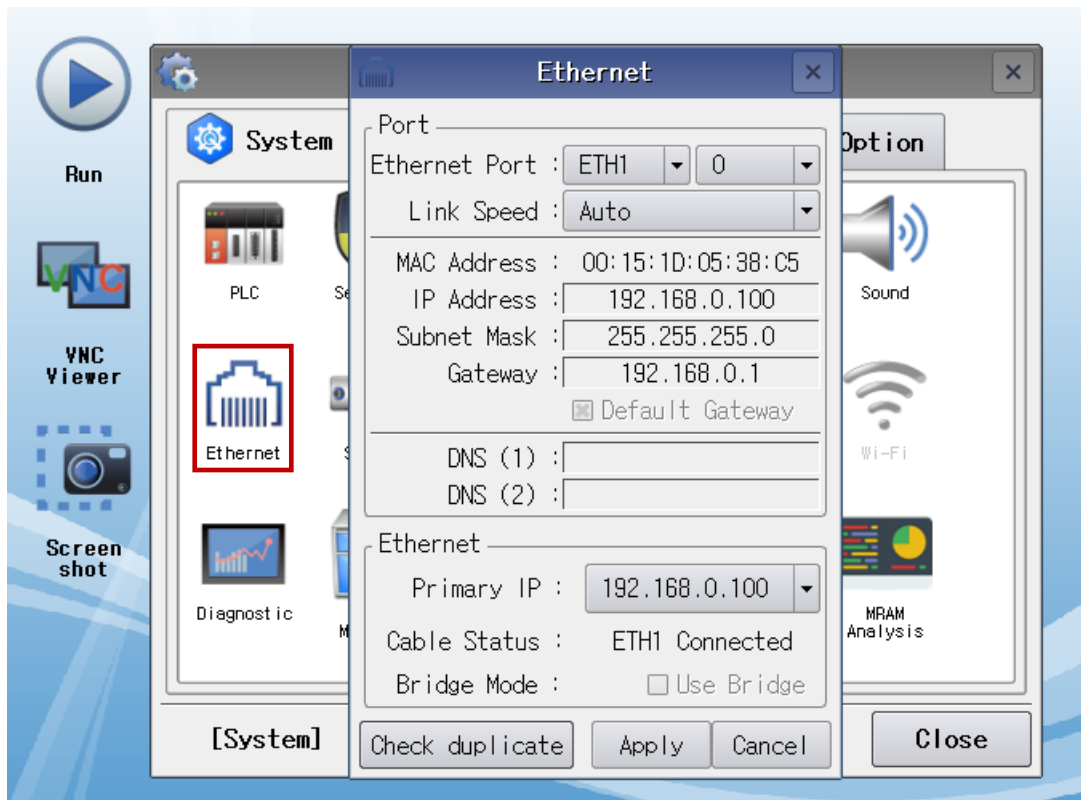 Run
VNC
VNC
Viewer
Screen
shot
System
Option
PLC
Se
Sound
Ethernet
S
Wi-Fi
Diagnostic
M
MRAM
Analysis
[System]
Close
Ethernet
Port
Ethernet Port : ETH1 0
Link Speed : Auto
MAC Address : 00:15:1D:05:38:C5
IP Address : 192.168.0.100
Subnet Mask : 255.255.255.0
Gateway : 192.168.0.1
Default Gateway
DNS (1) :
DNS (2) :
Ethernet
Primary IP : 192.168.0.100
Cable Status : ETH1 Connected
Bridge Mode : Use Bridge
Check duplicate Apply Cancel